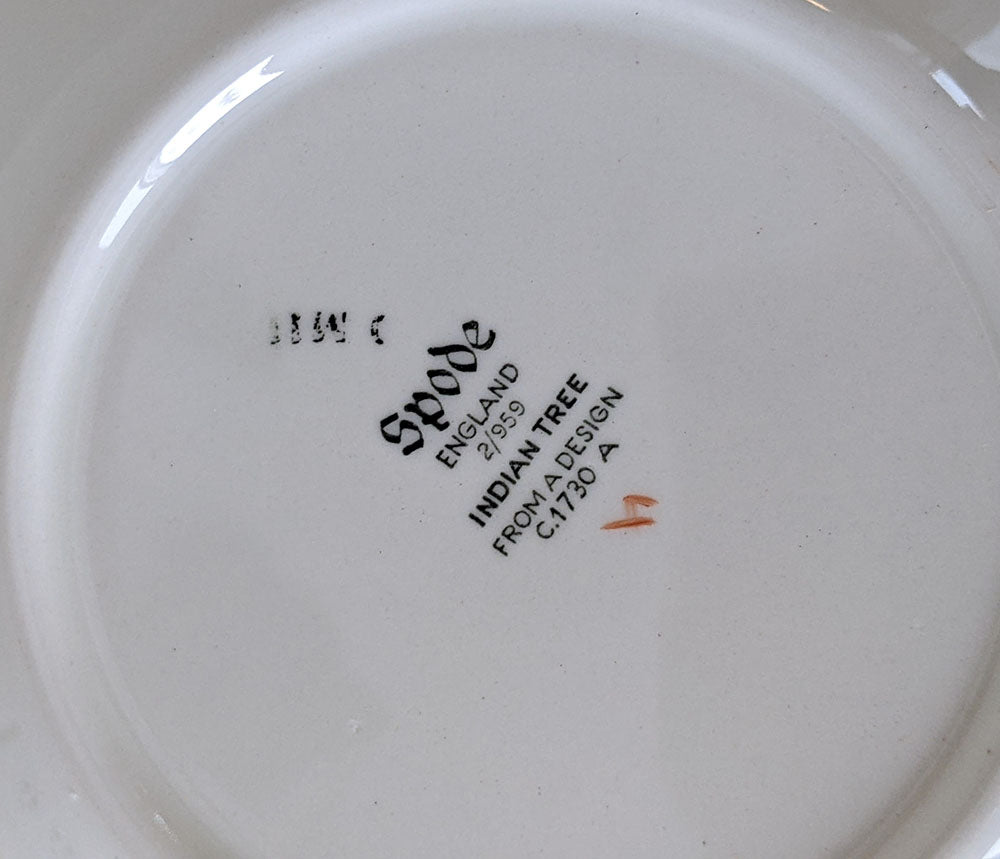 Spode
ENGLAND
2/959
INDIAN TREE
FROM A DESIGN
C.1730 A